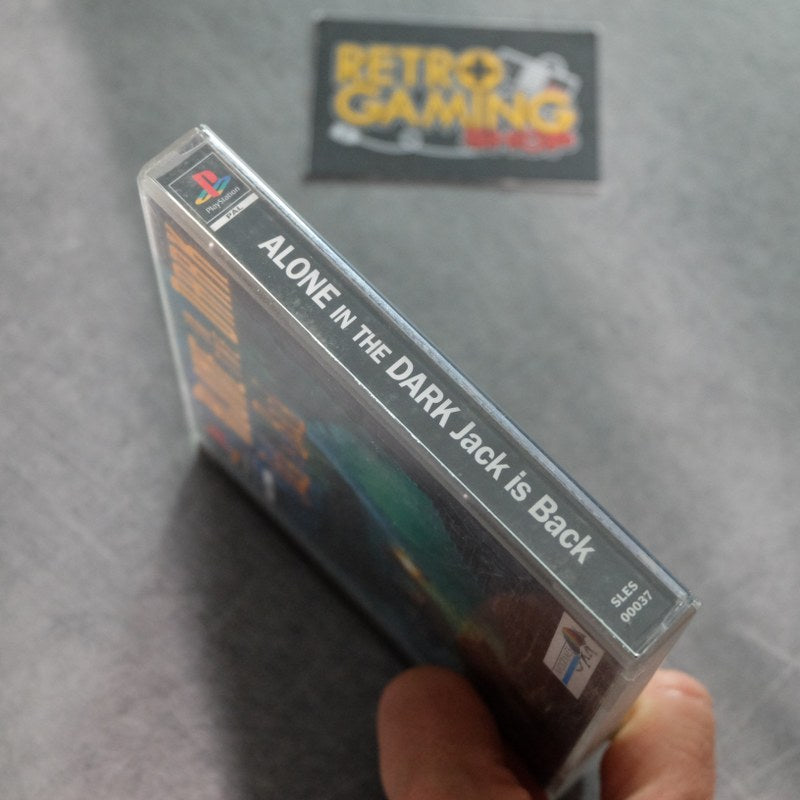 RETRO
GAMING
SHOP
PlayStation
PAL
ALONE IN THE DARK Jack is Back
SLES
00037